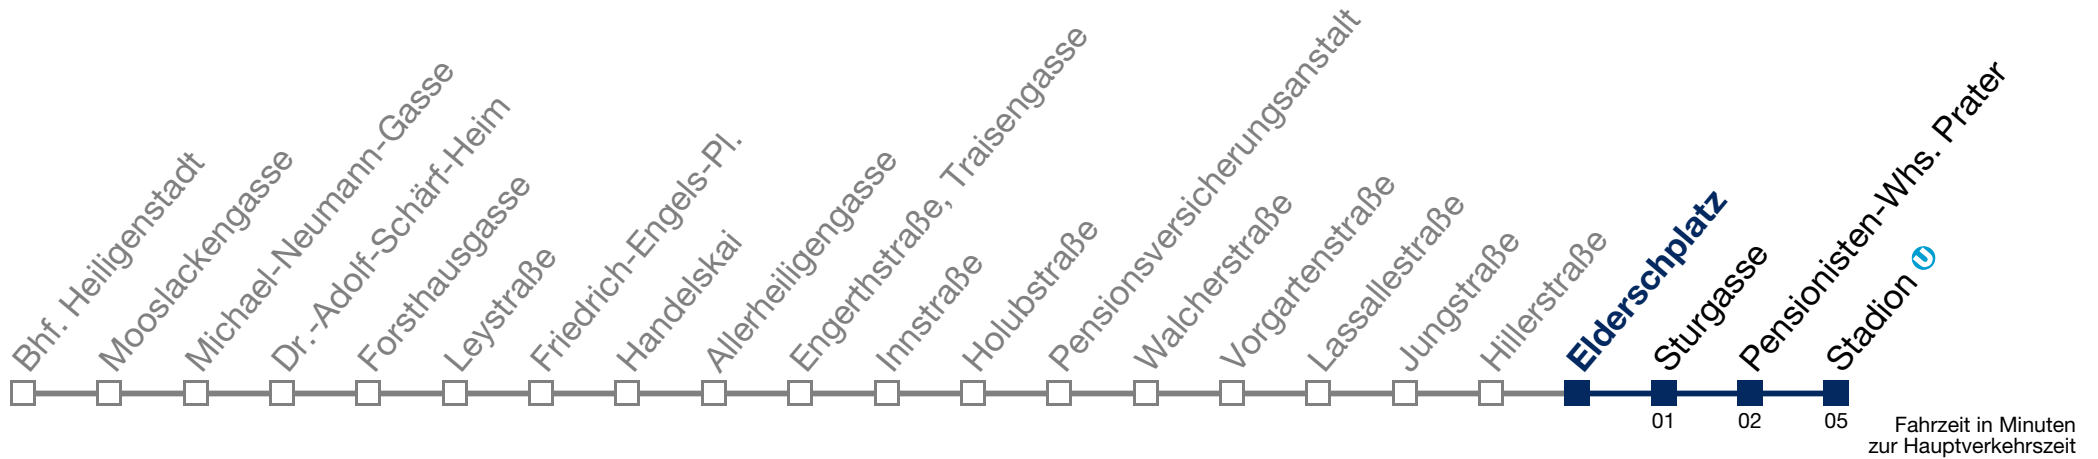 Bhf. Heiligenstadt
Mooslackengasse
Michael-Neumann-Gasse
Dr.-Adolf-Schärf-Heim
Forsthausgasse
Leystraße
Friedrich-Engels-Pl.
Handelskai
Allerheiligengasse
Engerthstraße, Traisengasse
Innstraße
Holubstraße
Pensionsversicherungsanstalt
Walcherstraße
Vorgartenstraße
Lassallestraße
Jungstraße
Hillerstraße
Elderschplatz
Sturgasse
Pensionisten-Whs. Prater
Stadion U
01
02
05
Fahrzeit in Minuten
zur Hauptverkehrszeit